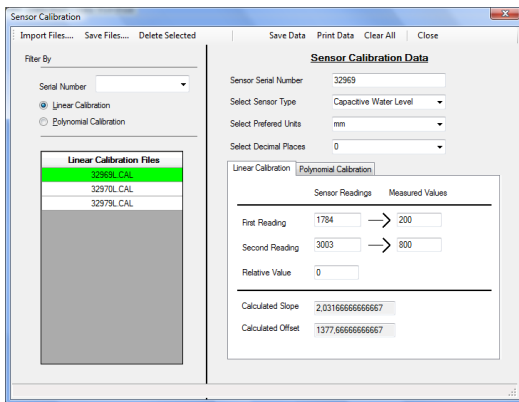 Sensor Calibration
Import Files.... Save Files.... Delete Selected Save Data Print Data Clear All Close
Filter By
Serial Number
Linear Calibration
Polynomial Calibration
Linear Calibration Files
32969L.CAL
32970L.CAL
32979L.CAL
Sensor Calibration Data
Sensor Serial Number 32969
Select Sensor Type Capacitive Water Level
Select Prefered Units mm
Select Decimal Places 0
Linear Calibration Polynomial Calibration
Sensor Readings Measured Values
First Reading 1784 200
Second Reading 3003 800
Relative Value 0
Calculated Slope 2,03166666666667
Calculated Offset 1377,66666666667